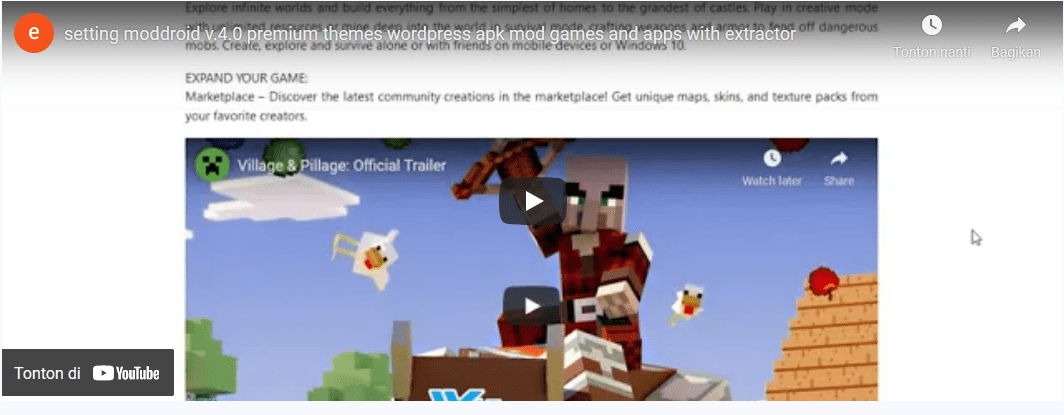 Explore infinite worlds and build everything from the simplest of homes to the grandest of castles. Play in creative mode
e
setting moddroid v.4.0 premium themes wordpress apk mod games and apps with extractor
with unlimited resources or mine deep into the world in survival mode, crafting weapons and armor to fend off dangerous
mobs. Create, explore and survive alone or with friends on mobile devices or Windows 10.
Tonton nanti
Bagikan
EXPAND YOUR GAME:
Marketplace – Discover the latest community creations in the marketplace! Get unique maps, skins, and texture packs from
your favorite creators.
Village & Pillage: Official Trailer
Watch later
Share
Tonton di YouTube